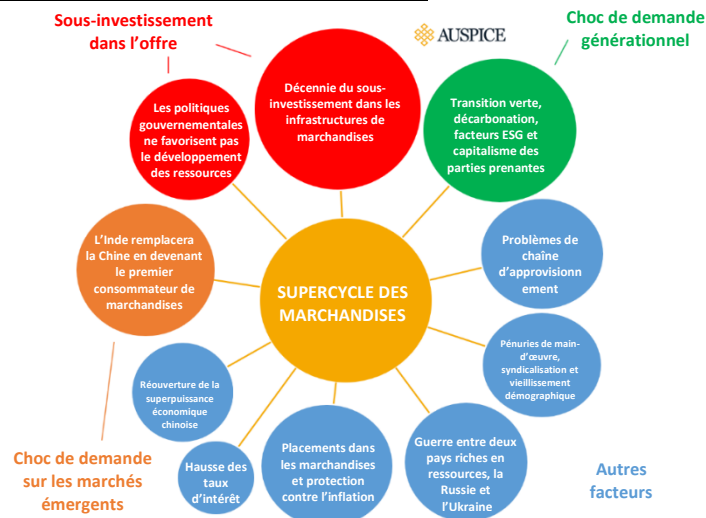 Sous-investissement
dans l'offre
AUSPICE
Choc de demande
générationnel
Décennie du sous-
investissement dans les
infrastructures de
marchandises
Les politiques
gouvernementales
ne favorisent pas
le développement
des ressources
Transition verte,
décarbonation,
facteurs ESG et
capitalisme des
parties prenantes
L'Inde remplacera
la Chine en devenant
le premier
consommateur de
marchandises
SUPERCYCLE DES
MARCHANDISES
Problèmes de
chaîne
d'approvisionn
ement
Pénuries de main-
d'œuvre,
syndicalisation et
vieillissement
démographique
Réouverture de la
superpuissance
économique
chinoise
Hausse des
taux
d'intérêt
Placements dans
les marchandises
et protection
contre l'inflation
Guerre entre deux
pays riches en
ressources, la
Russie et
l'Ukraine
Choc de demande
sur les marchés
émergents
Autres
facteurs